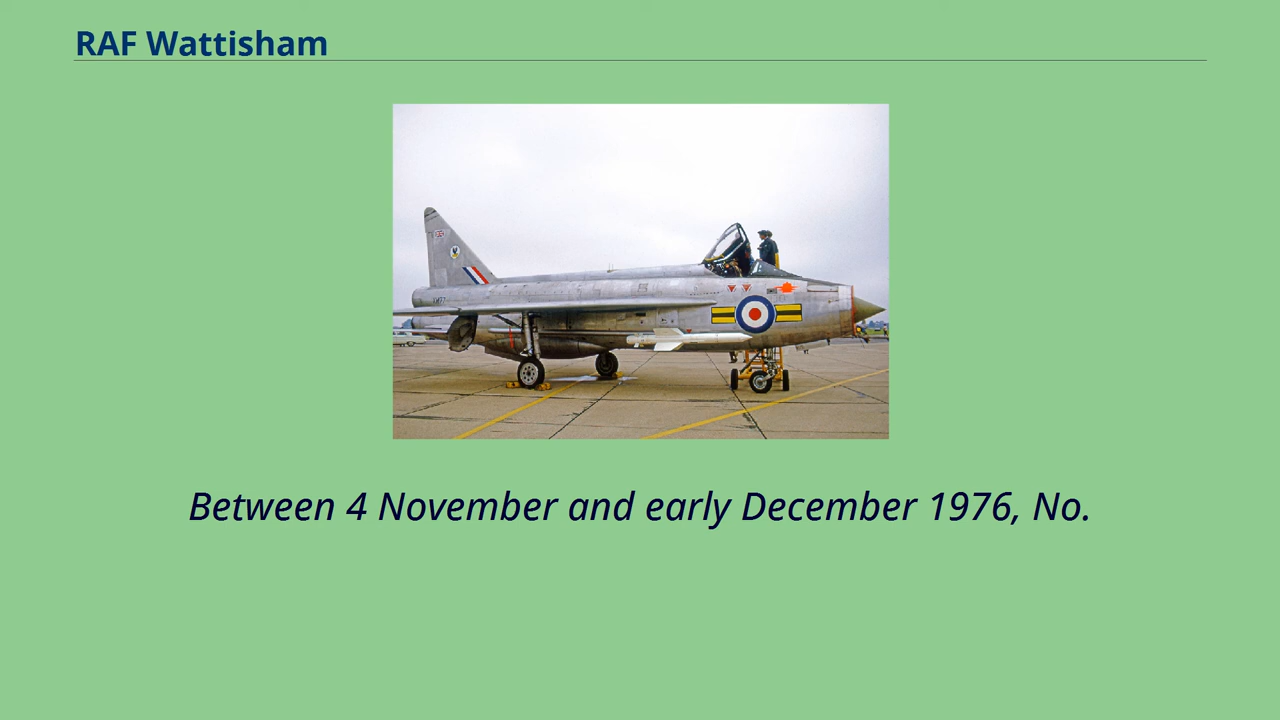 RAF Wattisham
Between 4 November and early December 1976, No.